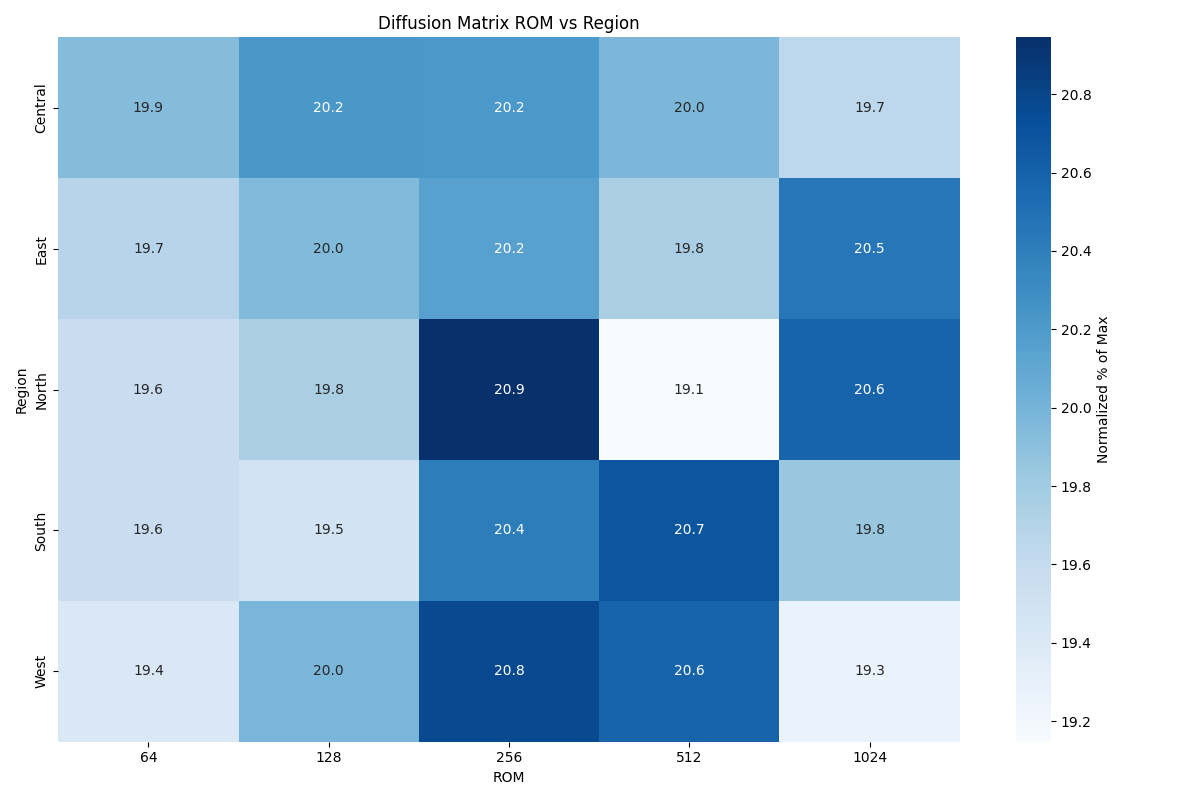 Diffusion Matrix ROM vs Region
Central 19.9 20.2 20.2 20.0 19.7
East 19.7 20.0 20.2 19.8 20.5
North 19.6 19.8 20.9 19.1 20.6
South 19.6 19.5 20.4 20.7 19.8
West 19.4 20.0 20.8 20.6 19.3
64 128 256 512 1024
ROM
Region
20.8
20.6
20.4
20.2
20.0
19.8
19.6
19.4
19.2
Normalized % of Max